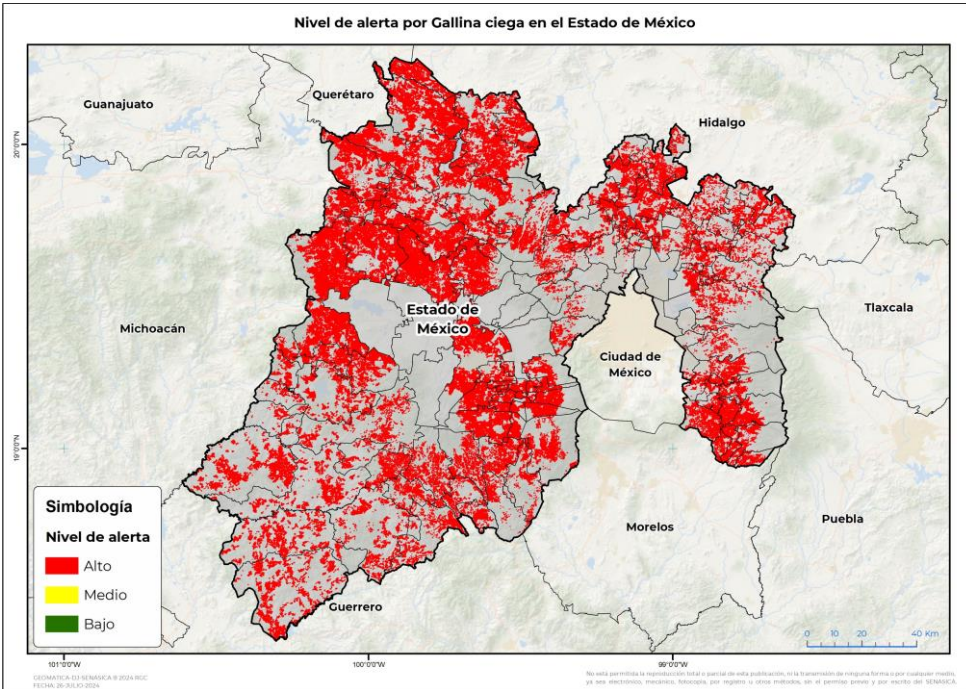 Nivel de alerta por Gallina ciega en el Estado de México
Guanajuato
Querétaro
Hidalgo
20°0'0"N
Michoacán
Estado de
México
Tlaxcala
Ciudad de
México
19°0'0"N
Morelos
Puebla
Guerrero
Simbología
Nivel de alerta
Alto
Medio
Bajo
0 10 20 40 Km
101°0'0"W
100°0'0"W
99°0'0"W
GEOMÁTICA-DJ-SENASICA © 2024 RGC
FECHA: 26-JULIO-2024
No está permitida la reproducción total o parcial de esta publicación, ni la transmisión de ninguna forma o por cualquier medio,
ya sea electrónico, mecánico, fotocopia, por registro u otros métodos, sin el permiso previo y por escrito del SENASICA.